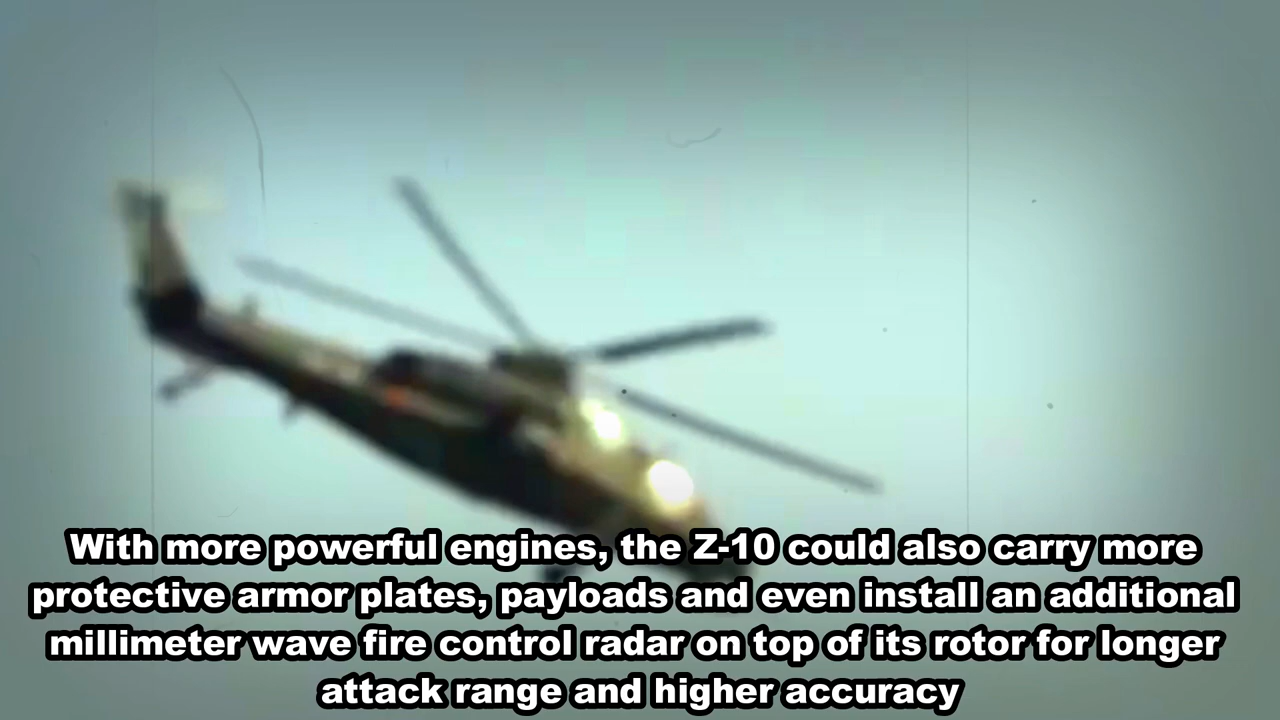 With more powerful engines, the Z-10 could also carry more
protective armor plates, payloads and even install an additional
millimeter wave fire control radar on top of its rotor for longer
attack range and higher accuracy